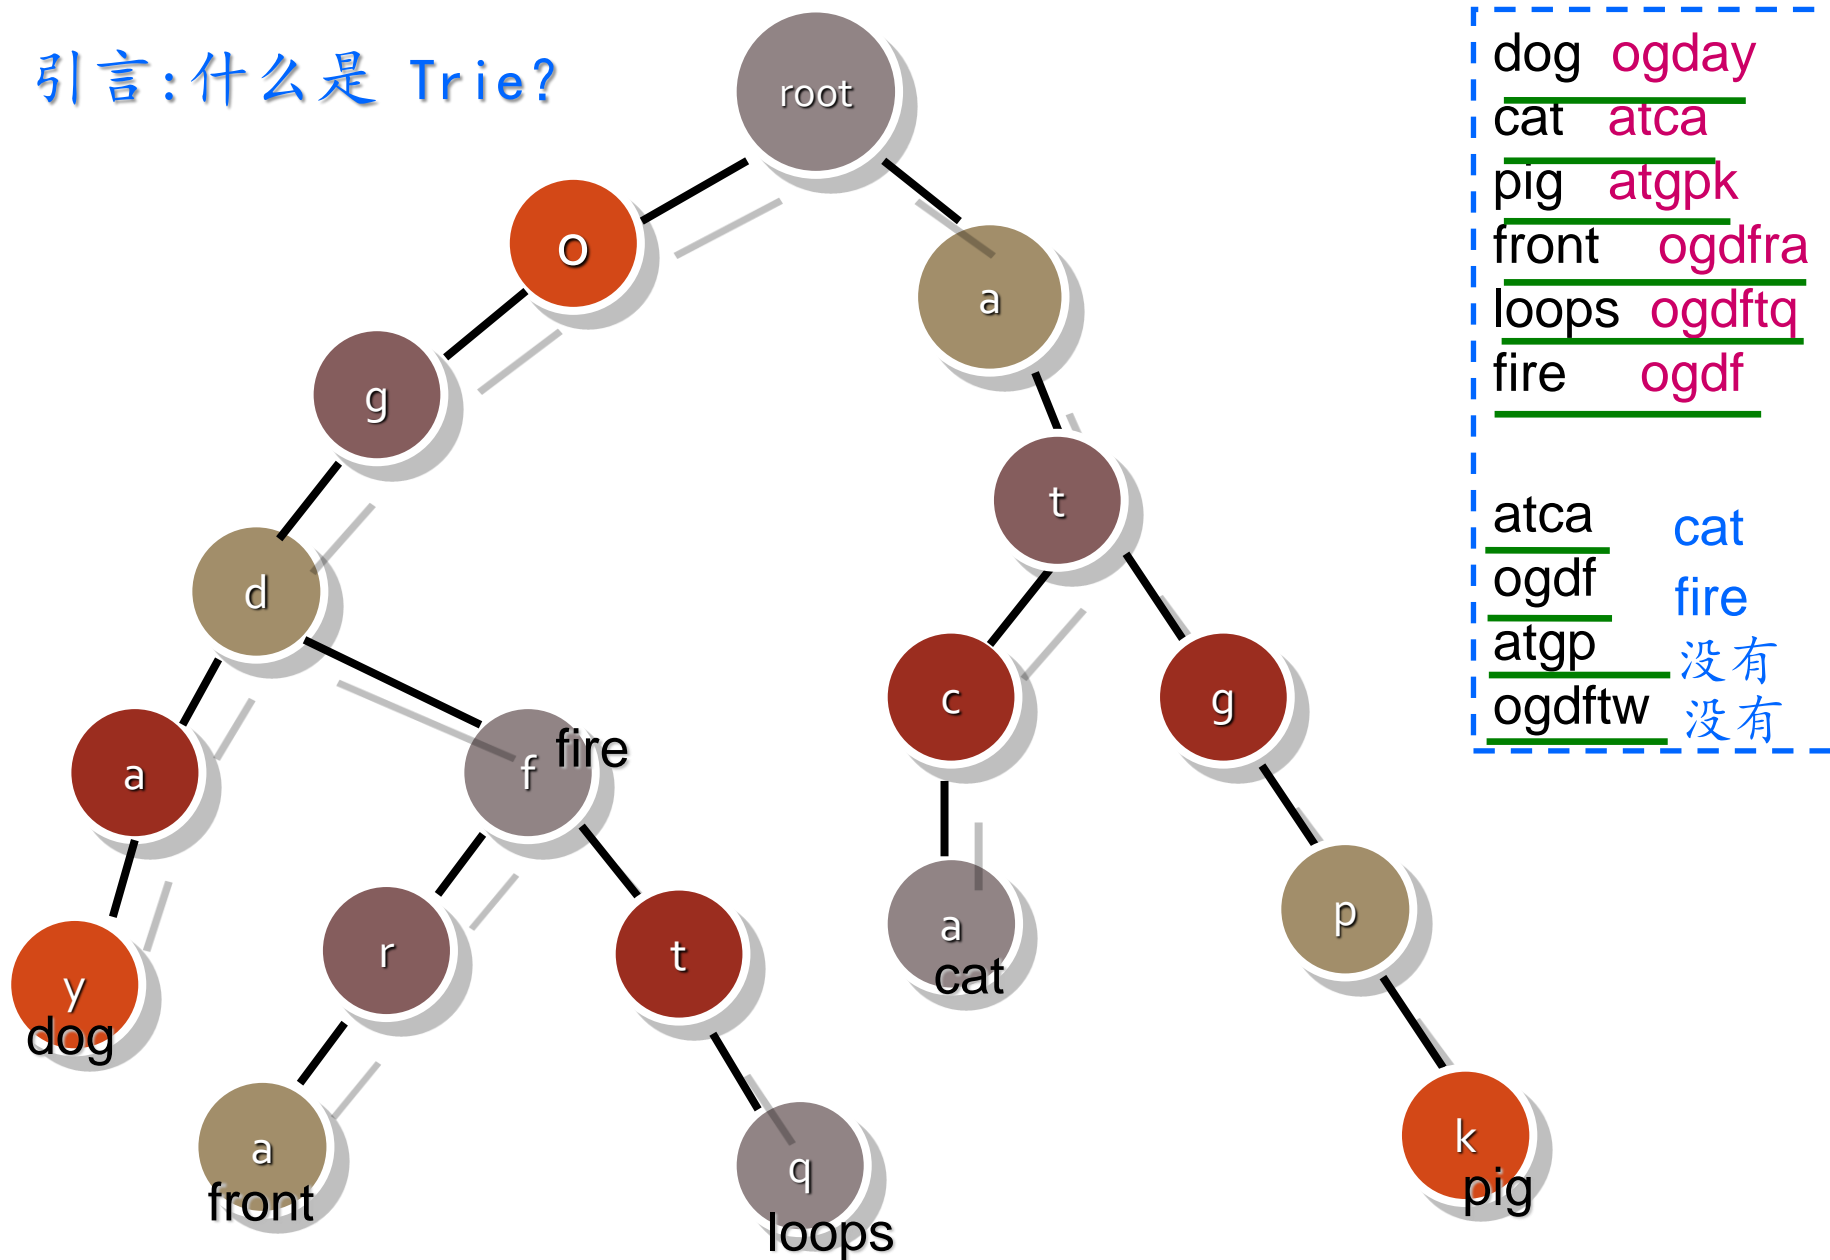 引言:什么是 Trie?
root
o
a
g
t
d
c
g
a
f
fire
r
t
a
cat
p
y
dog
a
front
q
loops
k
pig
dog ogday
cat atca
pig atgpk
front ogdfra
loops ogdftq
fire ogdf
atca cat
ogdf fire
atgp 没有
ogdftw 没有